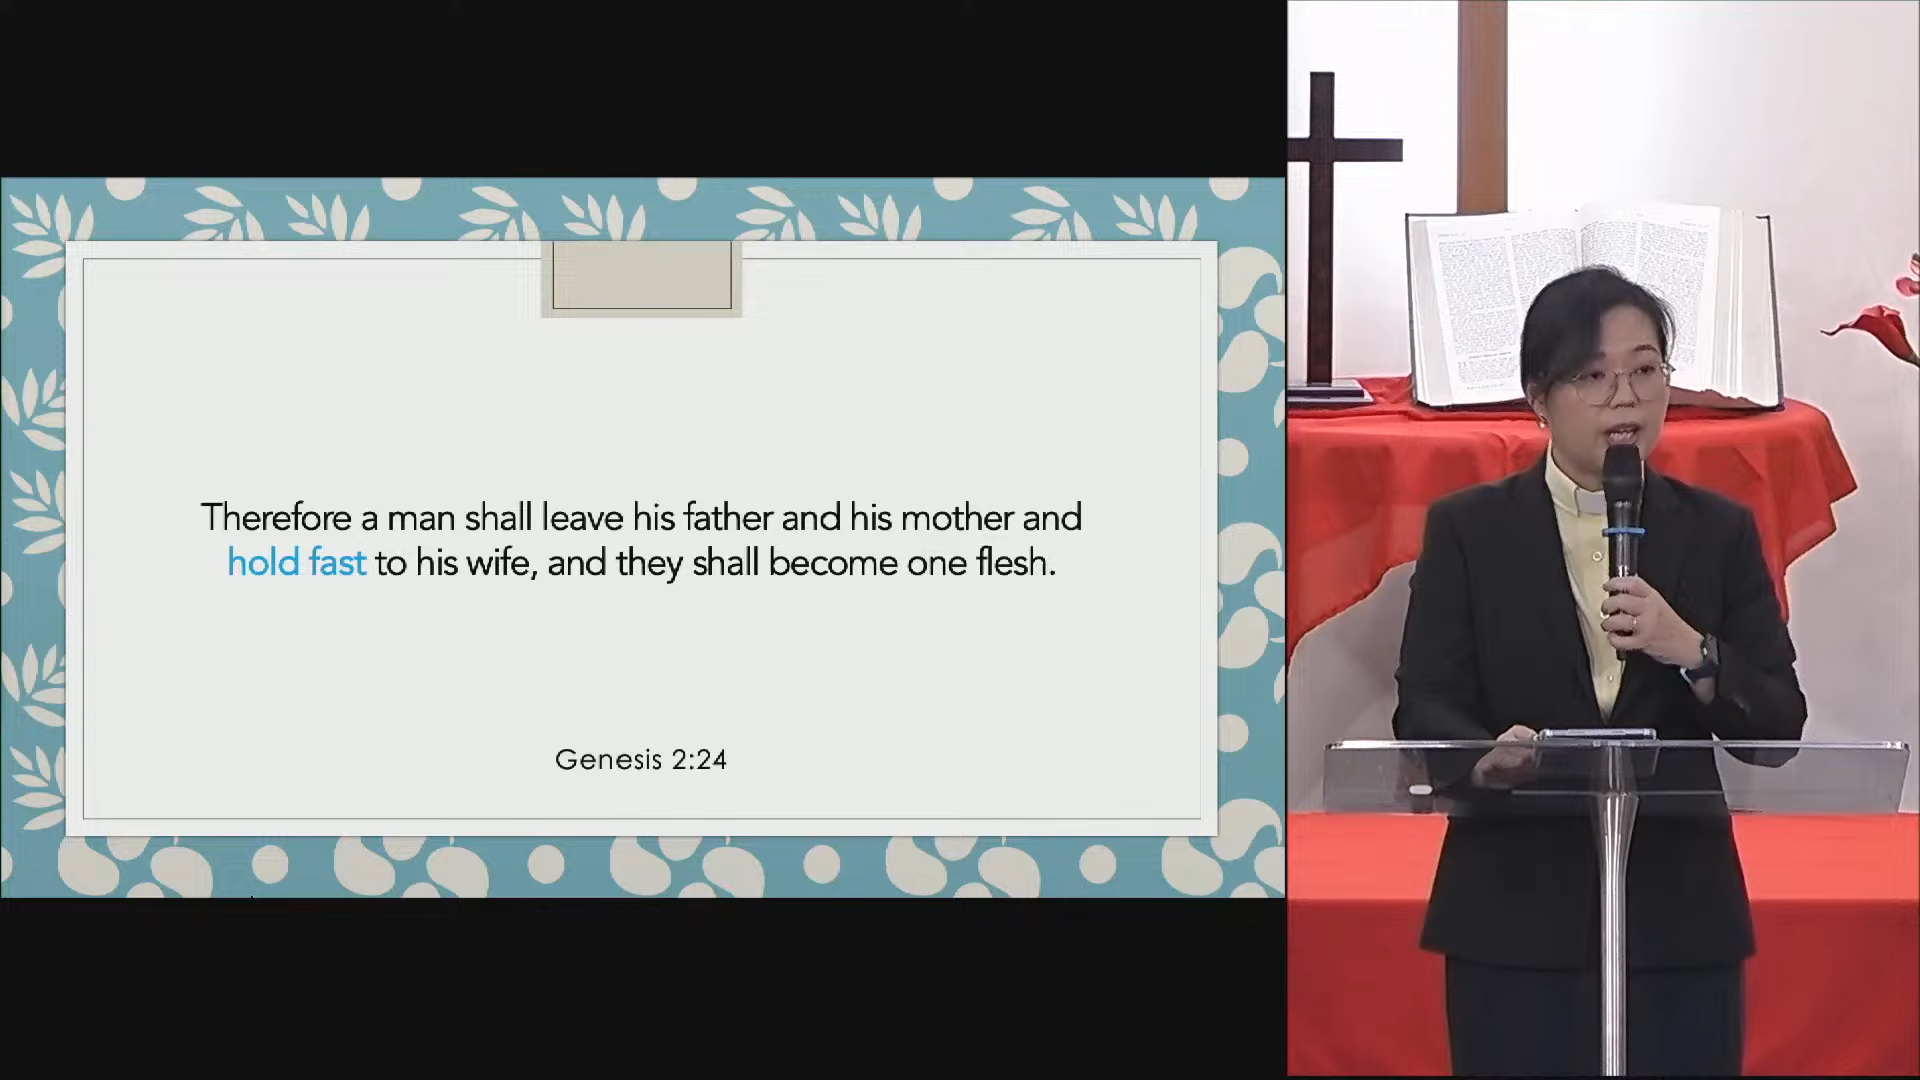 Therefore a man shall leave his father and his mother and
hold fast to his wife, and they shall become one flesh.
Genesis 2:24